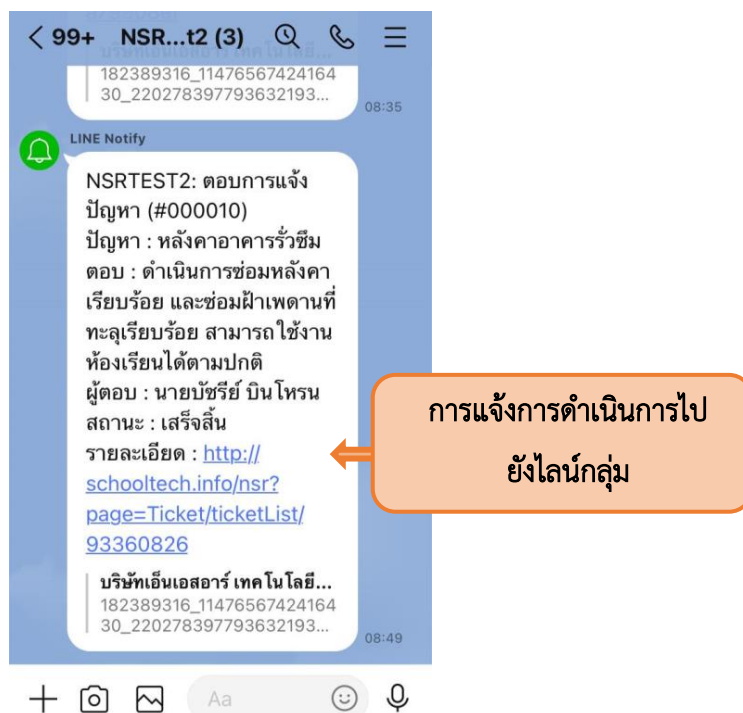 99+ NSR...t2 (3)
182389316_11476567424164
30_220278397793632193...
08:35
LINE Notify
NSRTEST2: ตอบการแจ้ง
ปัญหา (#000010)
ปัญหา : หลังคาอาคารรั่วซึม
ตอบ : ดำเนินการซ่อมหลังคา
เรียบร้อย และซ่อมฝ้าเพดานที่
ทะลุเรียบร้อย สามารถใช้งาน
ห้องเรียนได้ตามปกติ
ผู้ตอบ : นายบัซรีย์ บินโหรน
สถานะ : เสร็จสิ้น
รายละเอียด : http://
schooltech.info/nsr?
page=Ticket/ticketList/
93360826
บริษัทเอ็นเอสอาร์ เทคโนโลยี...
182389316_11476567424164
30_220278397793632193...
08:49
การแจ้งการดำเนินการไป
ยังไลน์กลุ่ม
Aa